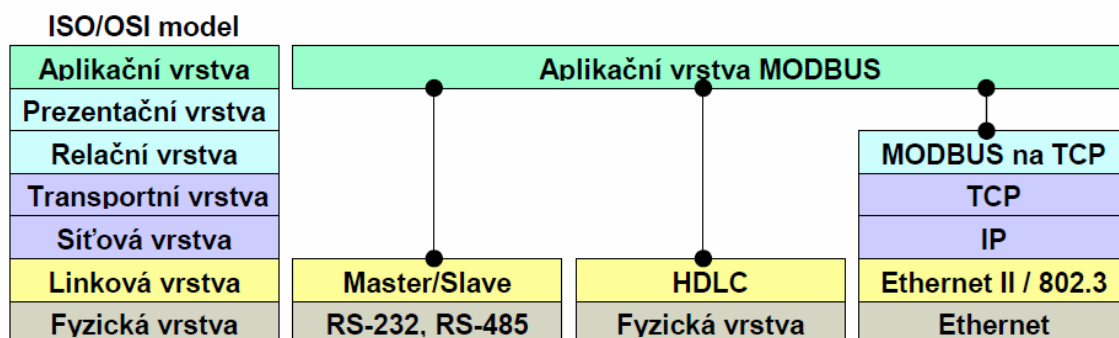 ISO/OSI model
Aplikační vrstva
Aplikační vrstva MODBUS
Prezentační vrstva
Relační vrstva
MODBUS na TCP
Transportní vrstva
TCP
Síťová vrstva
IP
Linková vrstva
Master/Slave
HDLC
Ethernet II / 802.3
Fyzická vrstva
RS-232, RS-485
Fyzická vrstva
Ethernet